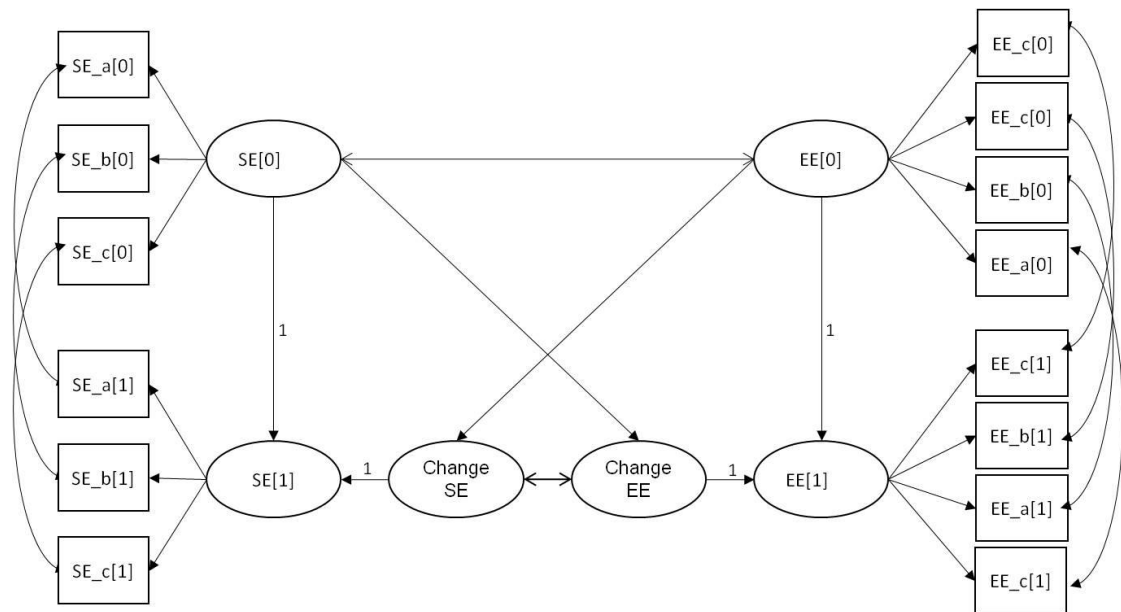 SE_a[0]
SE_b[0]
SE_c[0]
SE_a[1]
SE_b[1]
SE_c[1]
SE[0]
1
SE[1]
1
Change
SE
Change
EE
1
EE[0]
1
EE[1]
EE_c[0]
EE_c[0]
EE_b[0]
EE_a[0]
EE_c[1]
EE_b[1]
EE_a[1]
EE_c[1]